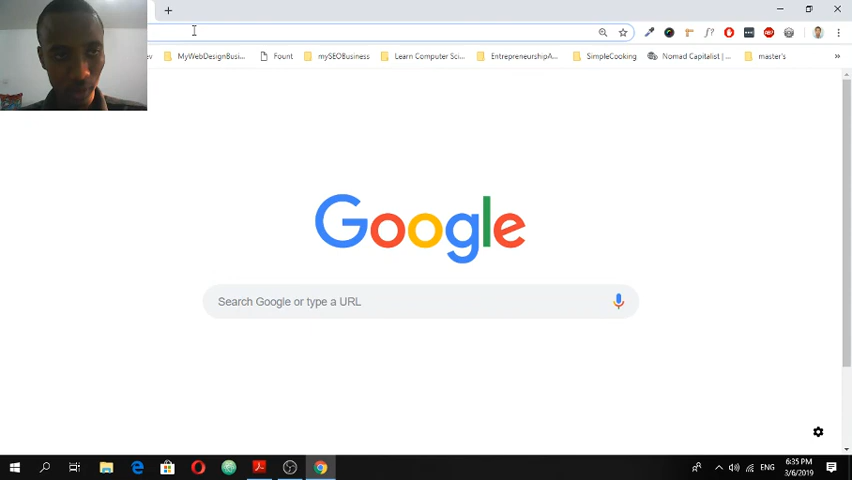 ev
MyWebDesignBusi...
Fount
mySEOBusiness
Learn Computer Sci...
EntrepreneurshipA...
SimpleCooking
Nomad Capitalist | ...
master's
»
Google
Search Google or type a URL
ENG
6:35 PM
3/6/2019